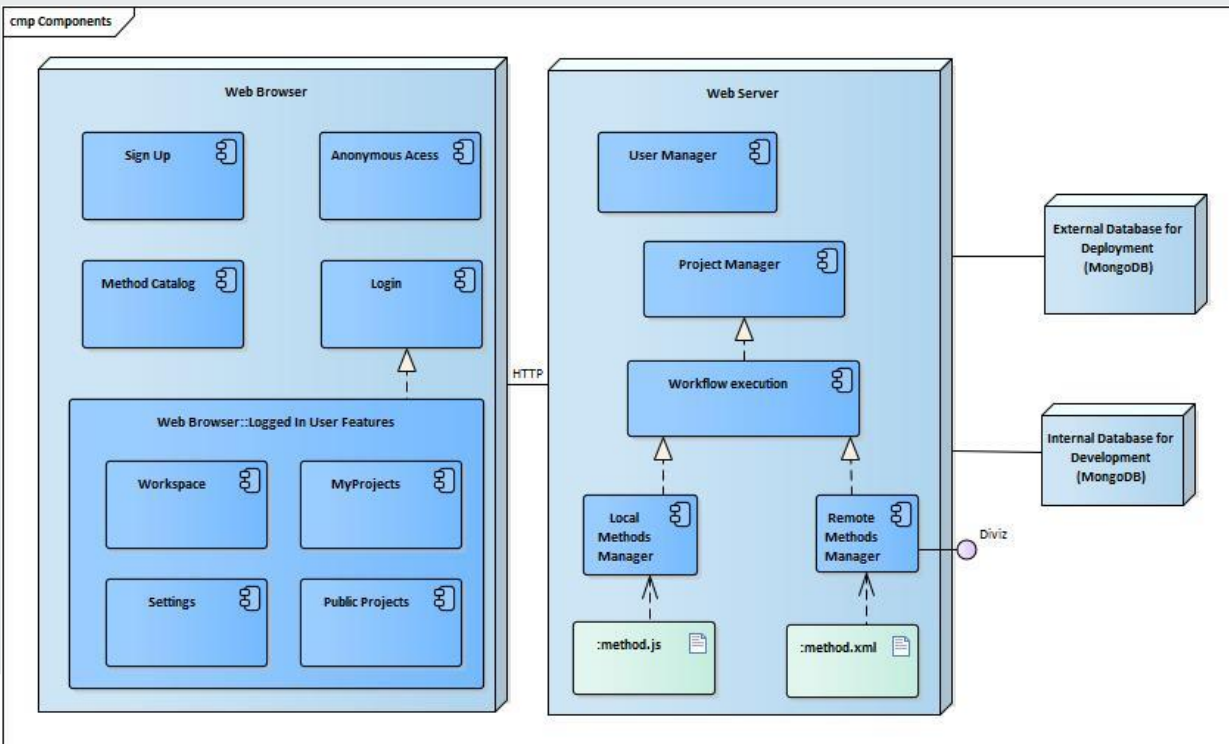 cmp Components
Web Browser
Sign Up
Anonymous Acess
Method Catalog
Login
Web Browser::Logged In User Features
Workspace
MyProjects
Settings
Public Projects
HTTP
Web Server
User Manager
Project Manager
Workflow execution
Local
Methods
Manager
Remote
Methods
Manager
Diviz
:method.js
:method.xml
External Database for
Deployment
(MongoDB)
Internal Database for
Development
(MongoDB)